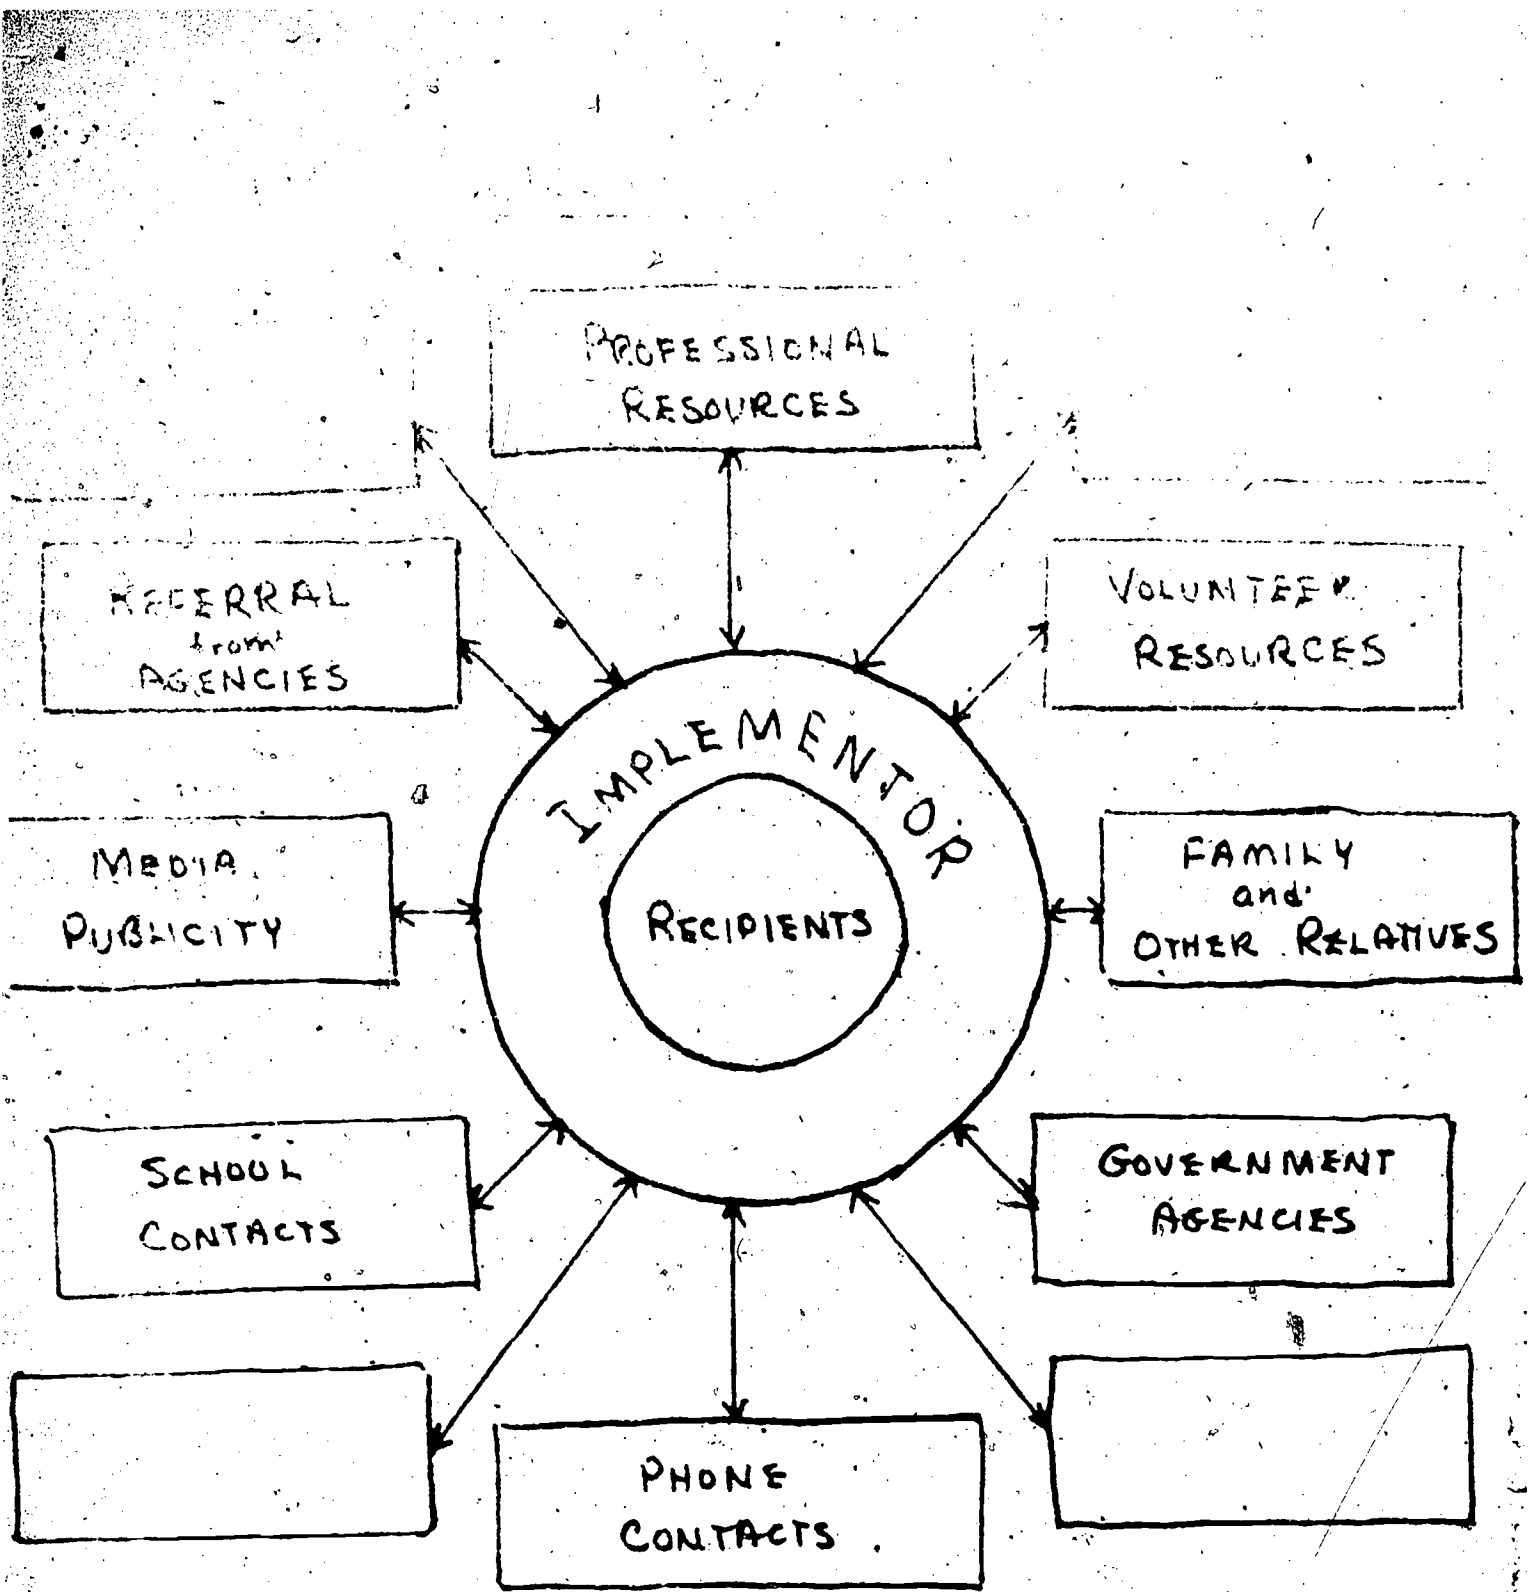 PROFESSIONAL
RESOURCES
REFERRAL
from
AGENCIES
VOLUNTEER
RESOURCES
IMPLEMENTOR
RECIPIENTS
MEDIA
PUBLICITY
FAMILY
and
OTHER RELATIVES
SCHOOL
CONTACTS
GOVERNMENT
AGENCIES
PHONE
CONTACTS